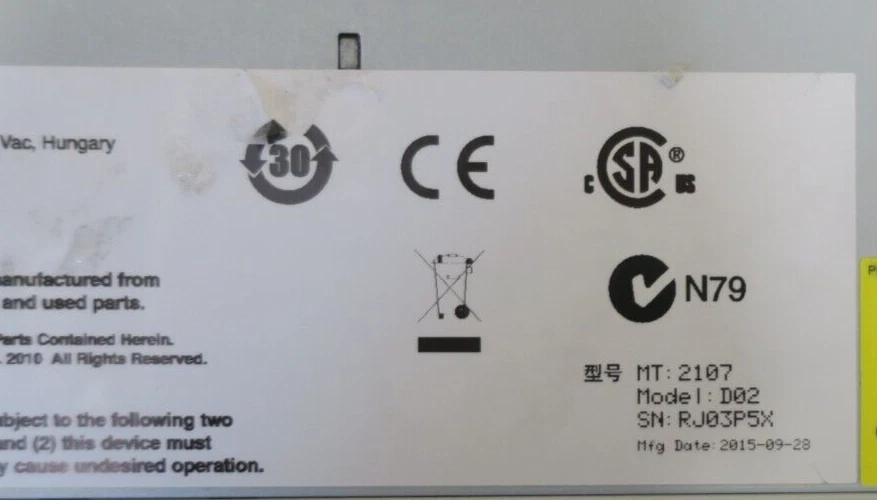 Vac, Hungary
30
CE
C SA ® US
N79
anufactured from
and used parts.
Parts Contained Herein.
. 2010 All Rights Reserved.
型号 MT: 2107
Model: D02
SN: RJ03P5X
Mfg Date: 2015-09-28
ubject to the following two
and (2) this device must
y cause undesired operation.
P